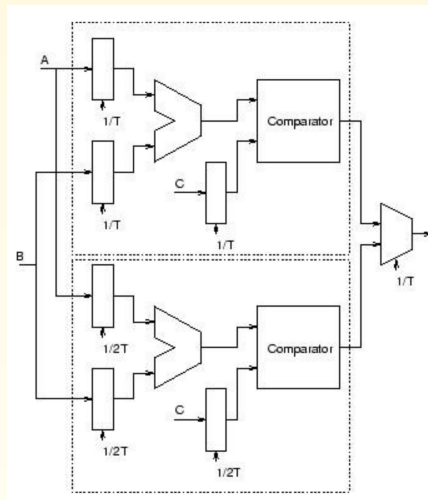 A
1/T
Comparator
C
1/T
1/T
B
1/T
1/2T
Comparator
C
1/2T
1/2T